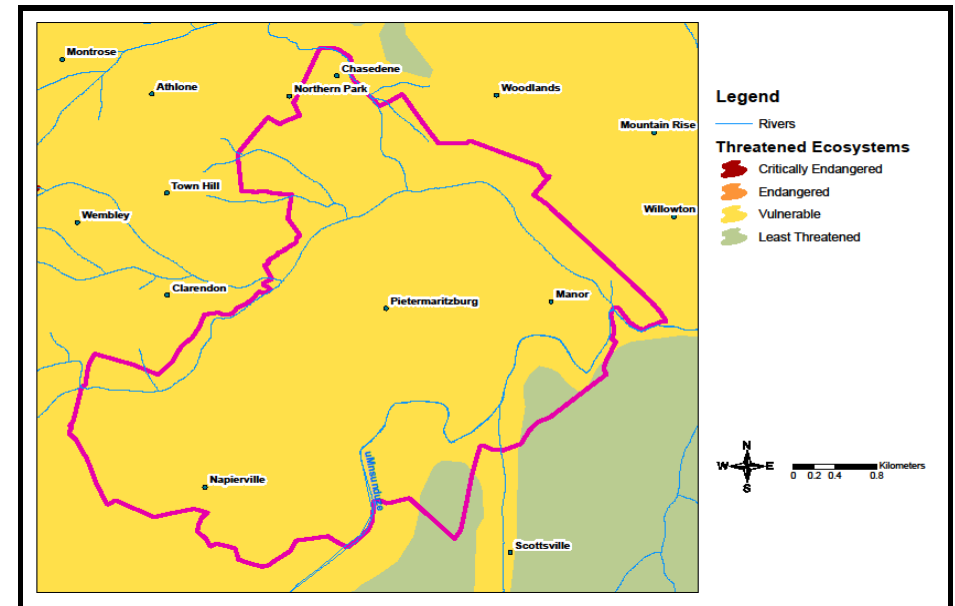 Montrose
Chasedene
Athlone
Northern Park
Woodlands
Mountain Rise
Town Hill
Wembley
Willowton
Clarendon
Pietermaritzburg
Manor
Napierville
Scottsville
Legend
Rivers
Threatened Ecosystems
Critically Endangered
Endangered
Vulnerable
Least Threatened
N
W E
S
Kilometers
0 0.2 0.4 0.8